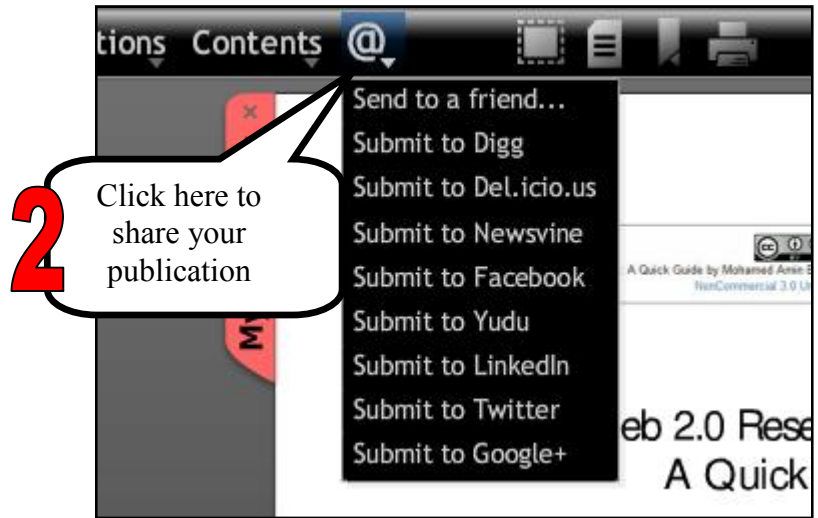 tions Contents @
Send to a friend...
Submit to Digg
Submit to Del.icio.us
Submit to Newsvine
Submit to Facebook
Submit to Yudu
Submit to LinkedIn
Submit to Twitter
Submit to Google+
2
Click here to
share your
publication
My
A Quick Guide by Mohamed Amin E
NonCommercial 3.0 Un
eb 2.0 Rese
A Quick